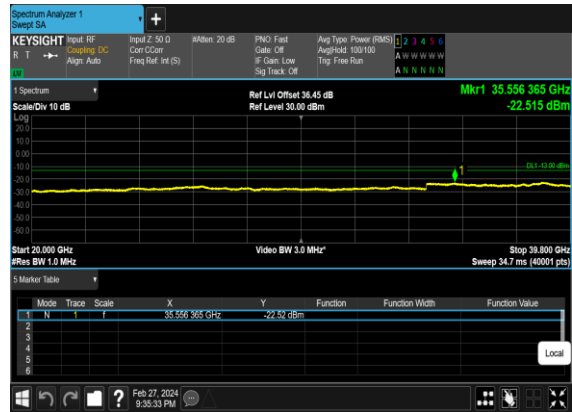 Spectrum Analyzer 1
Swept SA
+
KEYSIGHT Input: RF Input Z: 50 Ω #Atten: 20 dB PNO: Fast Avg Type: Power (RMS) 1 2 3 4 5 6
R T Coupling: DC Corr CCorr Gate: Off Avg|Hold: 100/100 A W W W W W
Align: Auto Freq Ref: Int (S) IF Gain: Low Trig: Free Run
Sig Track: Off A N N N N N
1 Spectrum Ref Lvl Offset 36.45 dB Mkr1 35.556 365 GHz
Scale/Div 10 dB Ref Level 30.00 dBm -22.515 dBm
Log
20.0
10.0
0.00
-10.0 1 DL1 -13.00 dBm
-20.0
-30.0
-40.0
-50.0
-60.0
Start 20.000 GHz Video BW 3.0 MHz* Stop 39.800 GHz
#Res BW 1.0 MHz Sweep 34.7 ms (40001 pts)
5 Marker Table
Mode Trace Scale X Y Function Function Width Function Value
1 N 1 f 35.556 365 GHz -22.52 dBm
2
3
4
5
6
Local
? Feb 27, 2024
9:35:33 PM